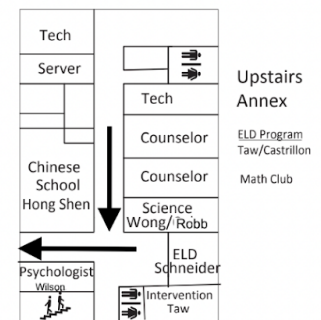 Tech
Server
Tech
Counselor
Counselor
Chinese
School
Hong Shen
Science
Wong/ Robb
ELD
Schneider
Psychologist
Wilson
Intervention
Taw
Upstairs
Annex
ELD Program
Taw/Castrillon
Math Club